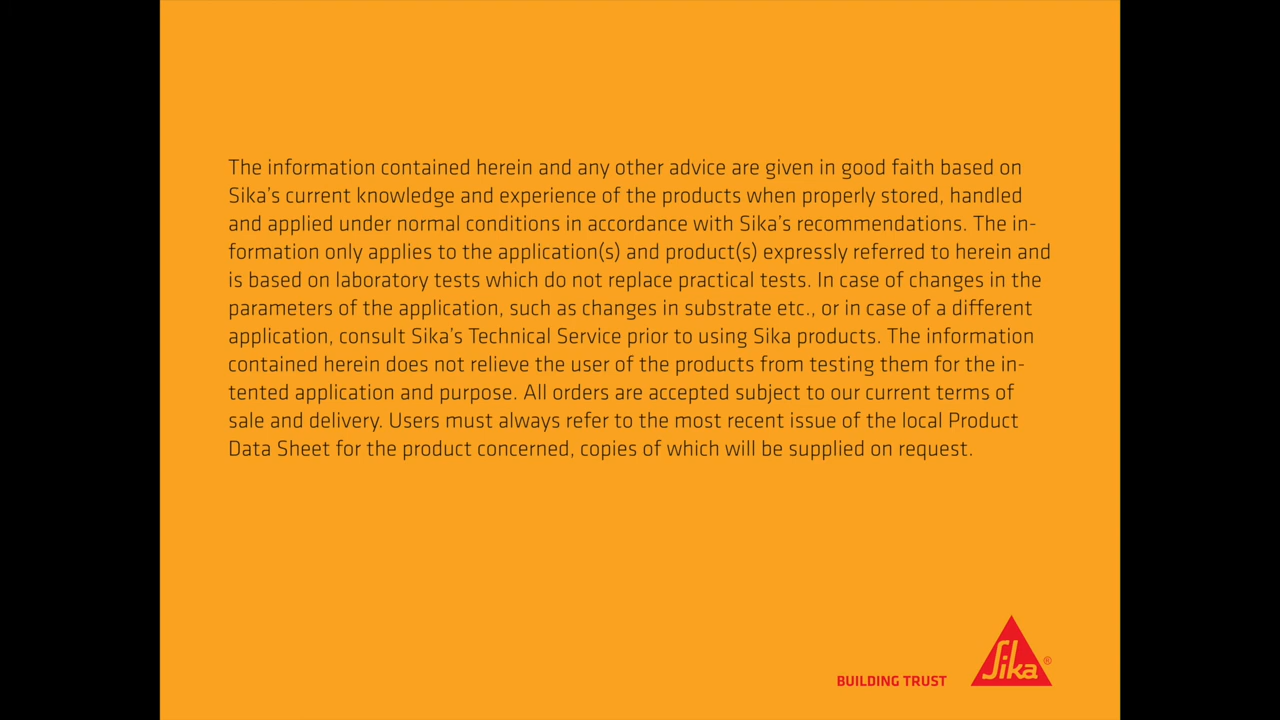 The information contained herein and any other advice are given in good faith based on
Sika's current knowledge and experience of the products when properly stored, handled
and applied under normal conditions in accordance with Sika's recommendations. The in-
formation only applies to the application(s) and product(s) expressly referred to herein and
is based on laboratory tests which do not replace practical tests. In case of changes in the
parameters of the application, such as changes in substrate etc., or in case of a different
application, consult Sika's Technical Service prior to using Sika products. The information
contained herein does not relieve the user of the products from testing them for the in-
tented application and purpose. All orders are accepted subject to our current terms of
sale and delivery. Users must always refer to the most recent issue of the local Product
Data Sheet for the product concerned, copies of which will be supplied on request.
BUILDING TRUST
Sika®